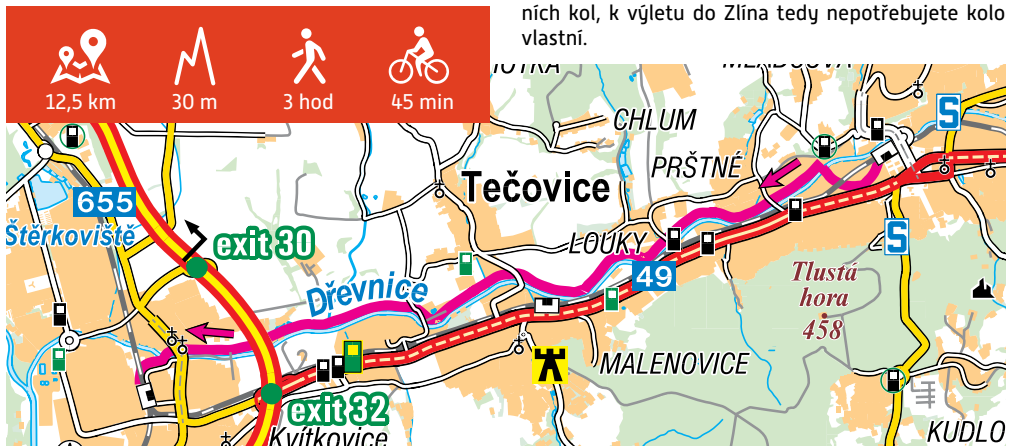 ních kol, k výletu do Zlína tedy nepotřebujete kolo
vlastní.
12,5 km
30 m
3 hod
45 min
CHLUM
S
PRŠTNÉ
Tečovice
655
Štěrkoviště
exit 30
LOUKY
S
49
Dřevnice
Tlustá
hora
458
MALENOVICE
exit 32
Kvítkovice
KUDLO